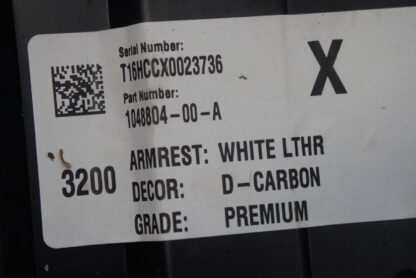 Serial Number:
T16HCCX0023736
Part Number:
1048804-00-A
X
3200
ARMREST: WHITE LTHR
DECOR: D-CARBON
GRADE: PREMIUM